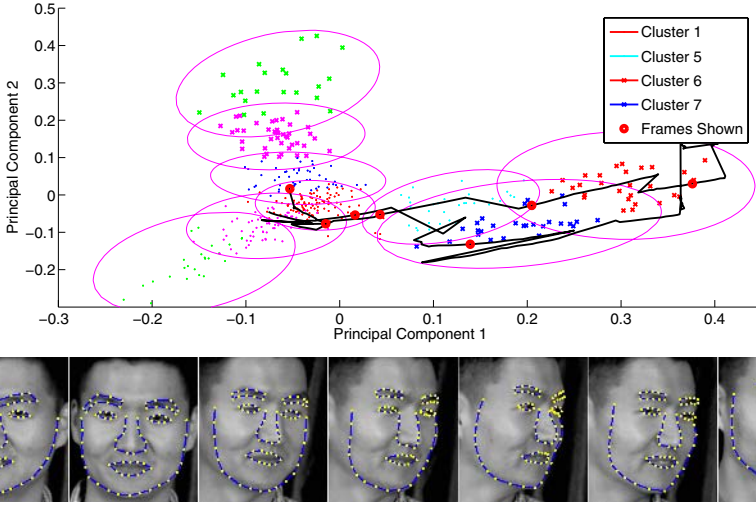 0.5
0.4
0.3
0.2
0.1
0
−0.1
−0.2
Principal Component 2
Cluster 1
Cluster 5
Cluster 6
Cluster 7
Frames Shown
−0.3 −0.2 −0.1 0 0.1 0.2 0.3 0.4
Principal Component 1